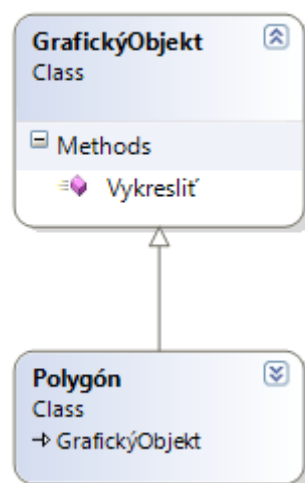 GrafickýObjekt
Class
Methods
Vykresliť
Polygón
Class
GrafickýObjekt